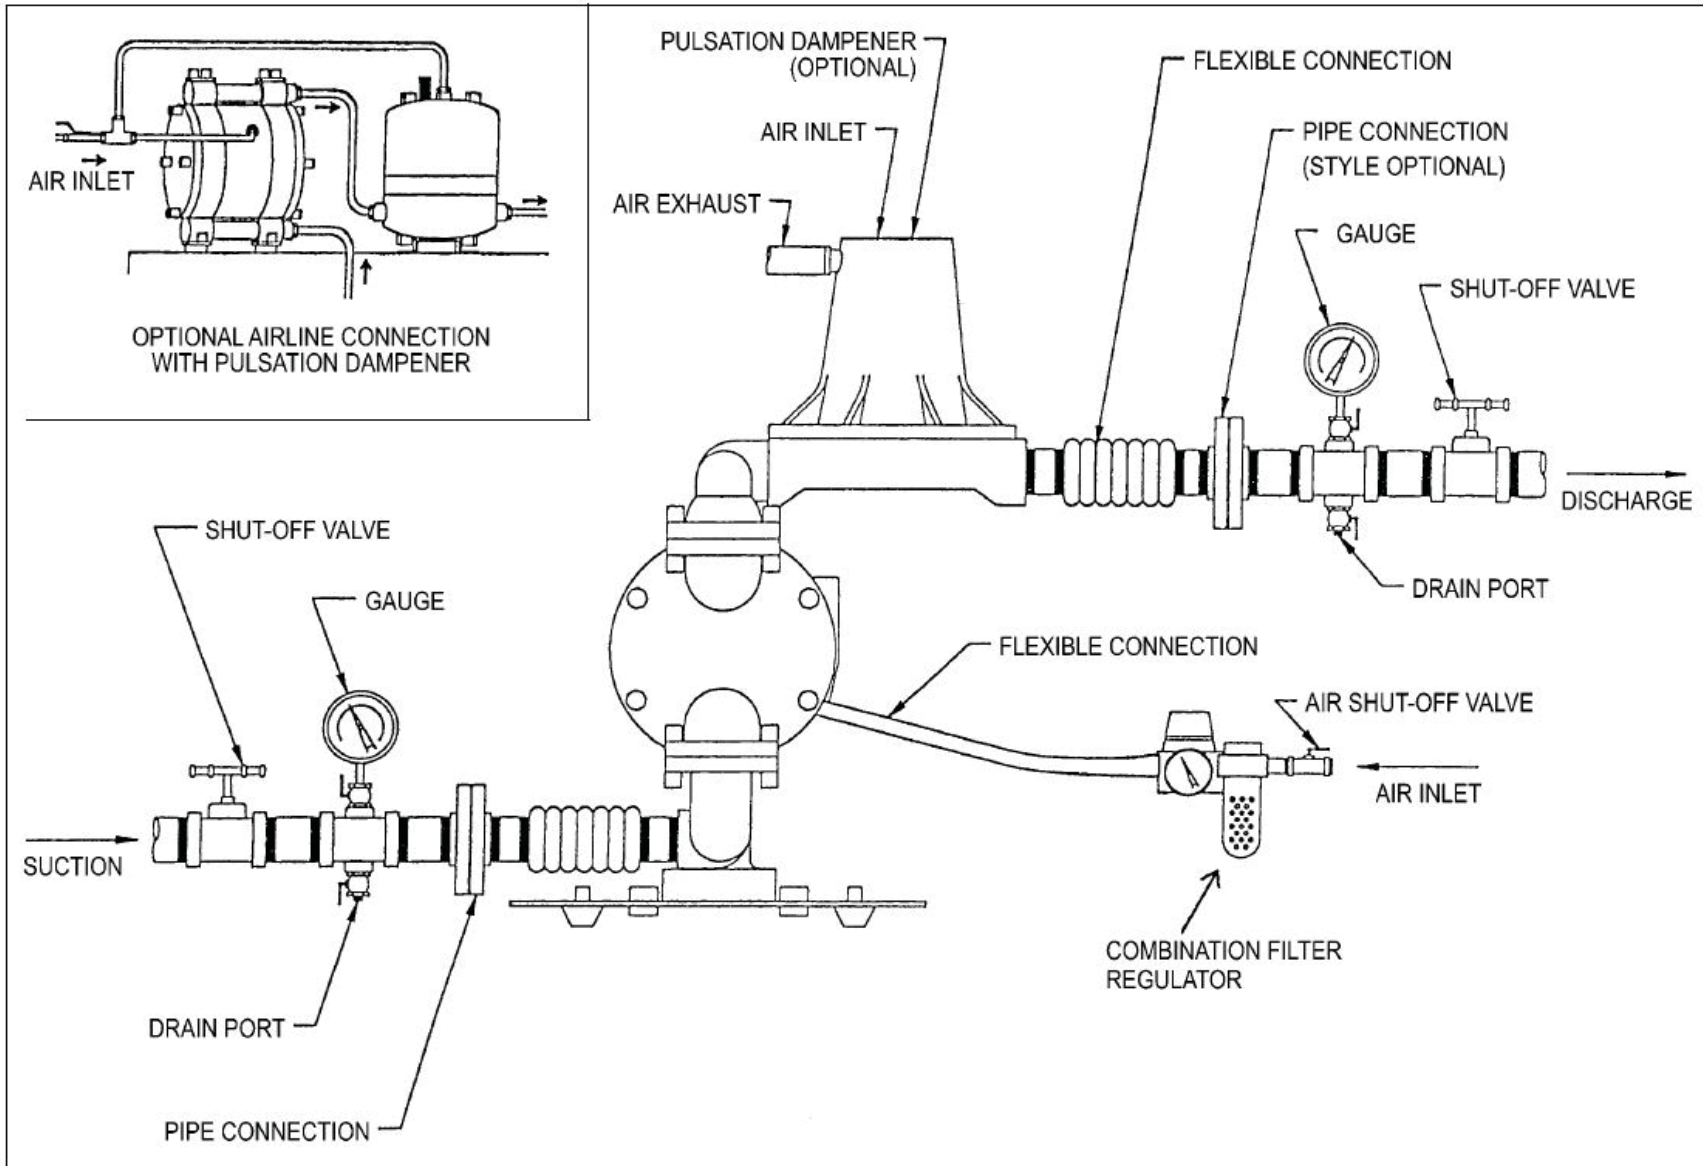 AIR INLET
OPTIONAL AIRLINE CONNECTION
WITH PULSATION DAMPENER
PULSATION DAMPENER
(OPTIONAL)
AIR INLET
AIR EXHAUST
FLEXIBLE CONNECTION
PIPE CONNECTION
(STYLE OPTIONAL)
GAUGE
SHUT-OFF VALVE
DISCHARGE
DRAIN PORT
SHUT-OFF VALVE
GAUGE
FLEXIBLE CONNECTION
AIR SHUT-OFF VALVE
AIR INLET
SUCTION
COMBINATION FILTER
REGULATOR
DRAIN PORT
PIPE CONNECTION